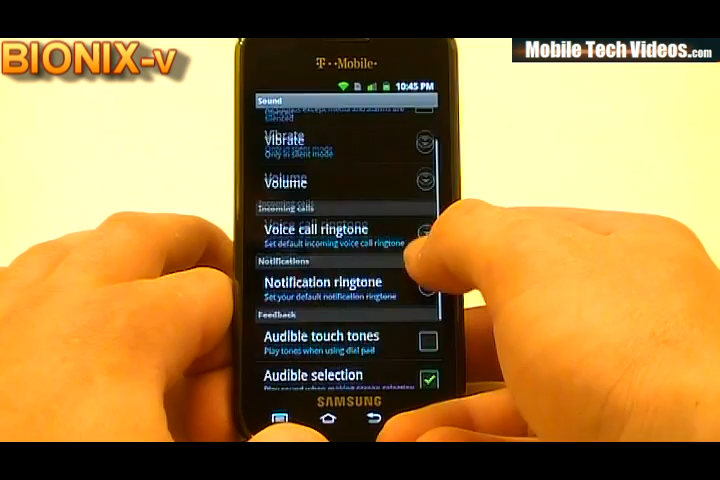 BIONIX-v
Mobile Tech Videos.com
T··Mobile·
10:45 PM
Sound
silenced
Vibrate
Only in silent mode
Volume
Incoming calls
Voice call ringtone
Set default incoming voice call ringtone
Notifications
Notification ringtone
Set your default notification ringtone
Feedback
Audible touch tones
Play tones when using dial pad
Audible selection
SAMSUNG